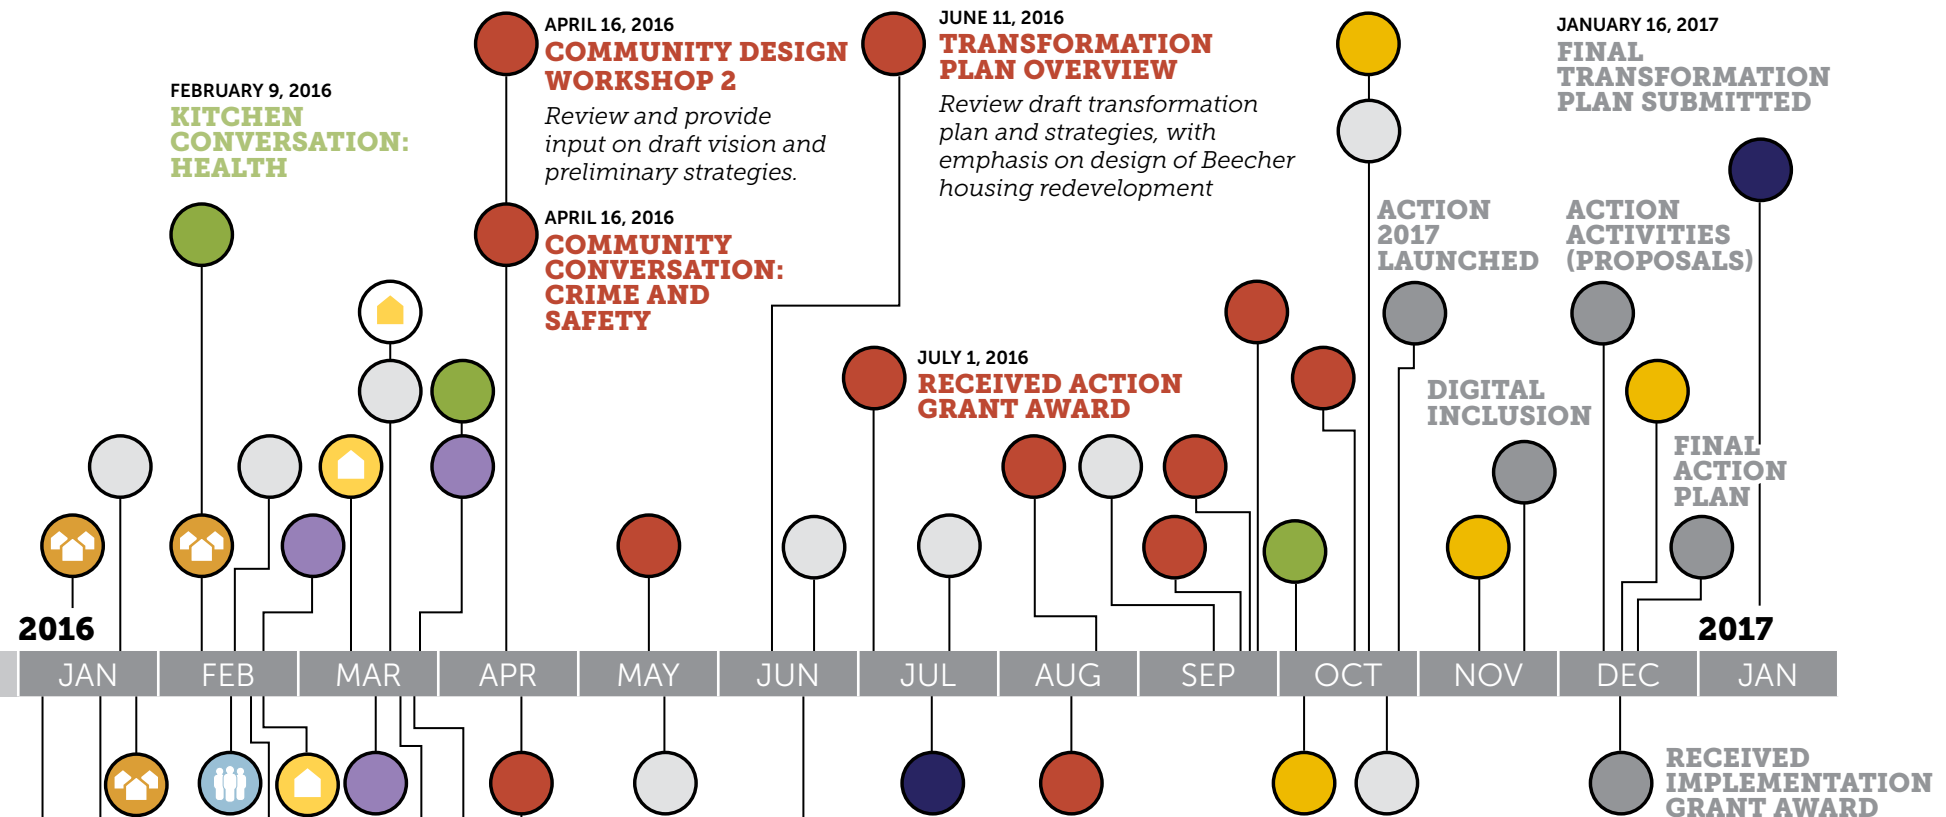 FEBRUARY 9, 2016
KITCHEN
CONVERSATION:
HEALTH
APRIL 16, 2016
COMMUNITY DESIGN
WORKSHOP 2
Review and provide
input on draft vision and
preliminary strategies.
APRIL 16, 2016
COMMUNITY
CONVERSATION:
CRIME AND
SAFETY
JUNE 11, 2016
TRANSFORMATION
PLAN OVERVIEW
Review draft transformation
plan and strategies, with
emphasis on design of Beecher
housing redevelopment
JULY 1, 2016
RECEIVED ACTION
GRANT AWARD
ACTION
2017
LAUNCHED
DIGITAL
INCLUSION
JANUARY 16, 2017
FINAL
TRANSFORMATION
PLAN SUBMITTED
ACTION
ACTIVITIES
(PROPOSALS)
FINAL
ACTION
PLAN
2016
2017
JAN
FEB
MAR
APR
MAY
JUN
JUL
AUG
SEP
OCT
NOV
DEC
JAN
RECEIVED
IMPLEMENTATION
GRANT AWARD